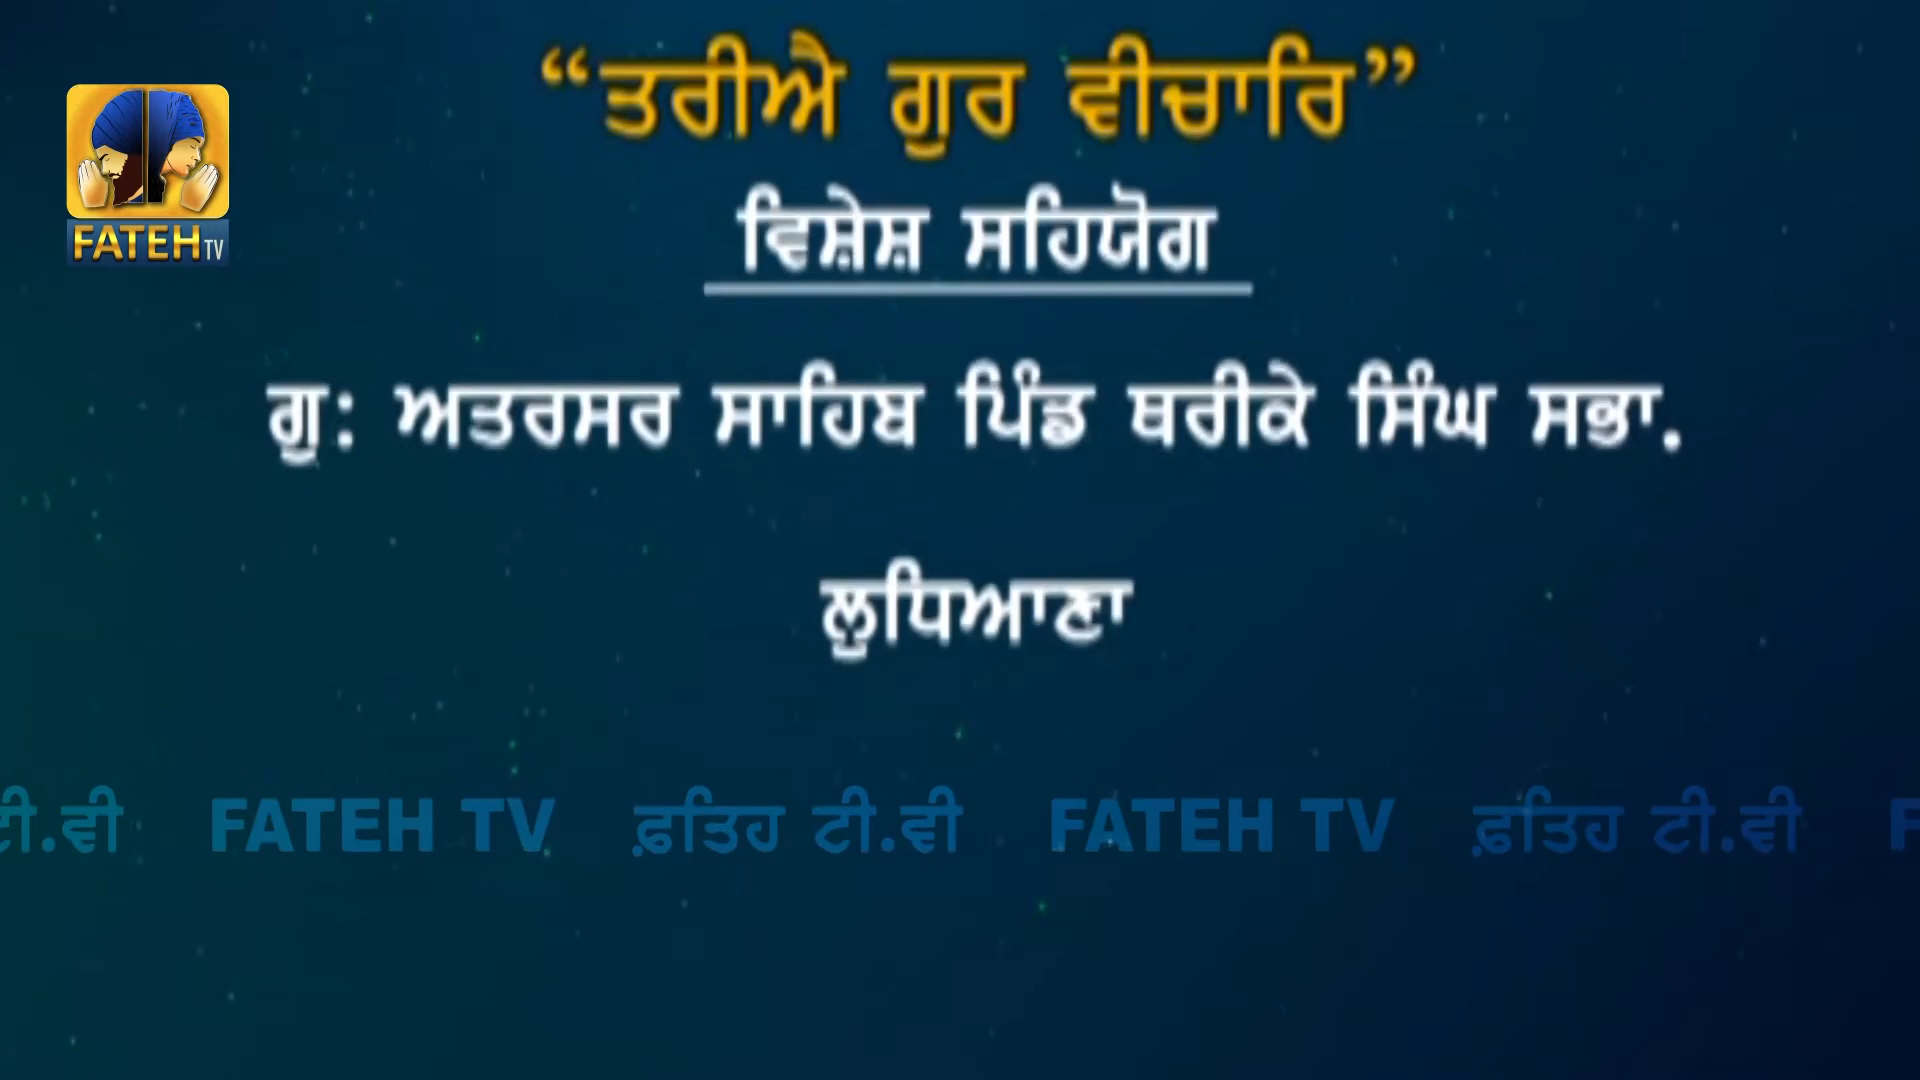 “ਤਰੀਐ ਗੁਰ ਵੀਚਾਰਿ”
FATEH TV
ਵਿਸ਼ੇਸ਼ ਸਹਿਯੋਗ
ਗੁ: ਅਤਰਸਰ ਸਾਹਿਬ ਪਿੰਡ ਥਰੀਕੇ ਸਿੰਘ ਸਭਾ.
ਲੁਧਿਆਣਾ
ਟੀ.ਵੀ FATEH TV ਫ਼ਤਿਹ ਟੀ.ਵੀ FATEH TV ਫ਼ਤਿਹ ਟੀ.ਵੀ F